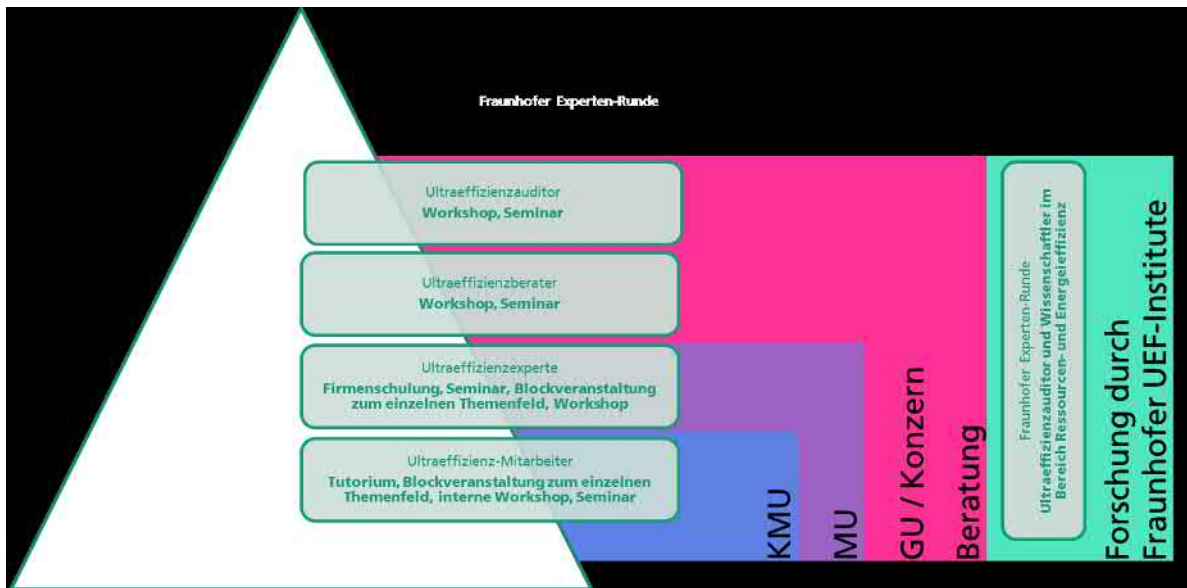 Fraunhofer Experten-Runde
Ultraeffizienzauditor
Workshop, Seminar
Ultraeffizienzberater
Workshop, Seminar
Ultraeffizienzexperte
Firmenschulung, Seminar, Blockveranstaltung
zum einzelnen Themenfeld, Workshop
Ultraeffizienz-Mitarbeiter
Tutorium, Blockveranstaltung zum einzelnen
Themenfeld, interne Workshop, Seminar
KMU
MU
GU / Konzern
Beratung
Fraunhofer Experten-Runde
Ultraeffizienzauditor und Wissenschaftler im
Bereich Ressourcen- und Energieeffizienz
Forschung durch
Fraunhofer UEF-Institute